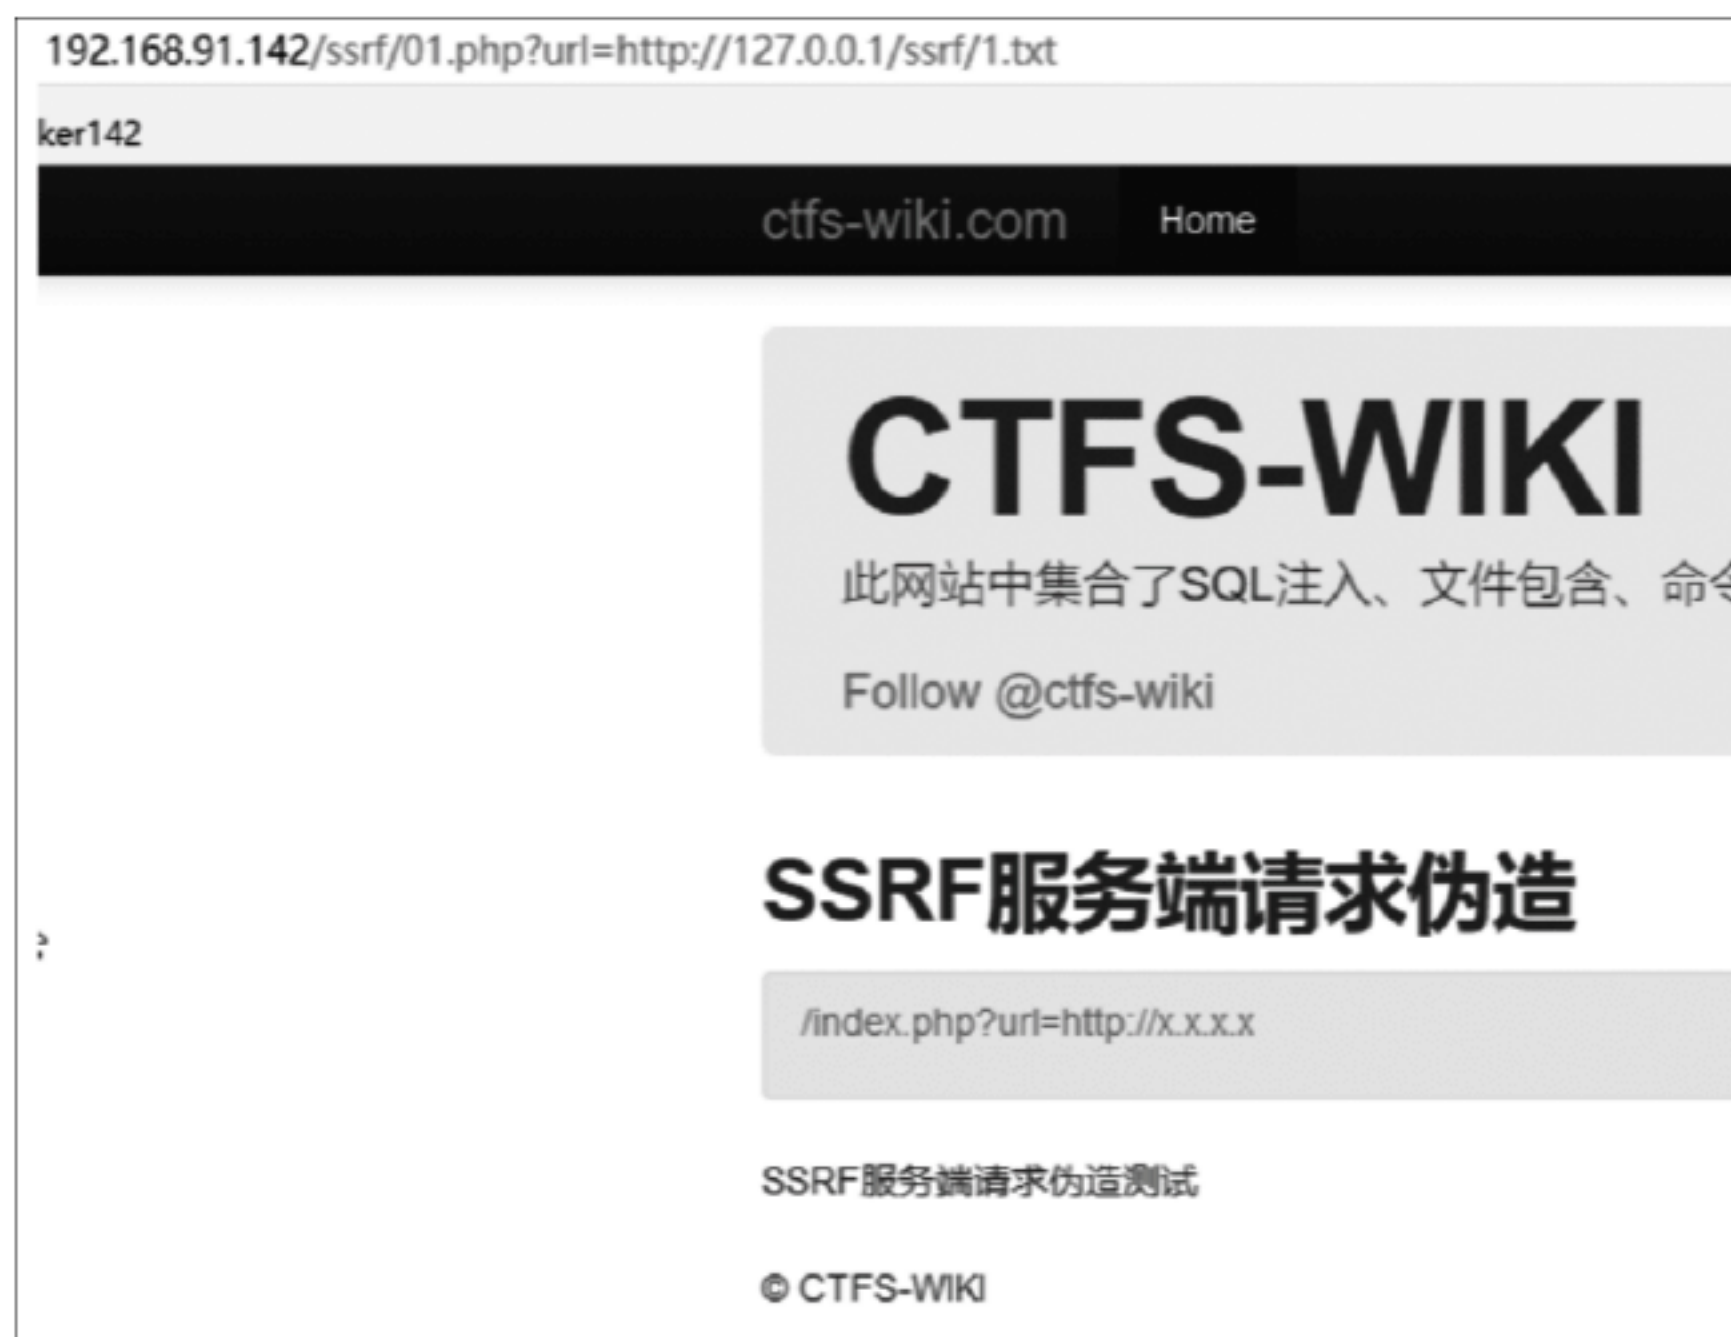 192.168.91.142/ssrf/01.php?url=http://127.0.0.1/ssrf/1.txt
ker142
ctfs-wiki.com Home
CTFS-WIKI
此网站中集合了SQL注入、文件包含、命令
Follow @ctfs-wiki
SSRF服务端请求伪造
/index.php?url=http://x.x.x.x
SSRF服务端请求伪造测试
© CTFS-WIKI